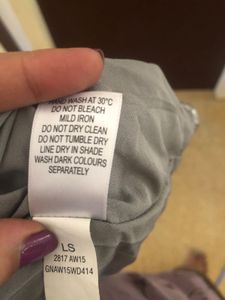 HAND WASH AT 30°C
DO NOT BLEACH
MILD IRON
DO NOT DRY CLEAN
DO NOT TUMBLE DRY
LINE DRY IN SHADE
WASH DARK COLOURS
SEPARATELY
LS
2817 AW15
GNAW15WD414